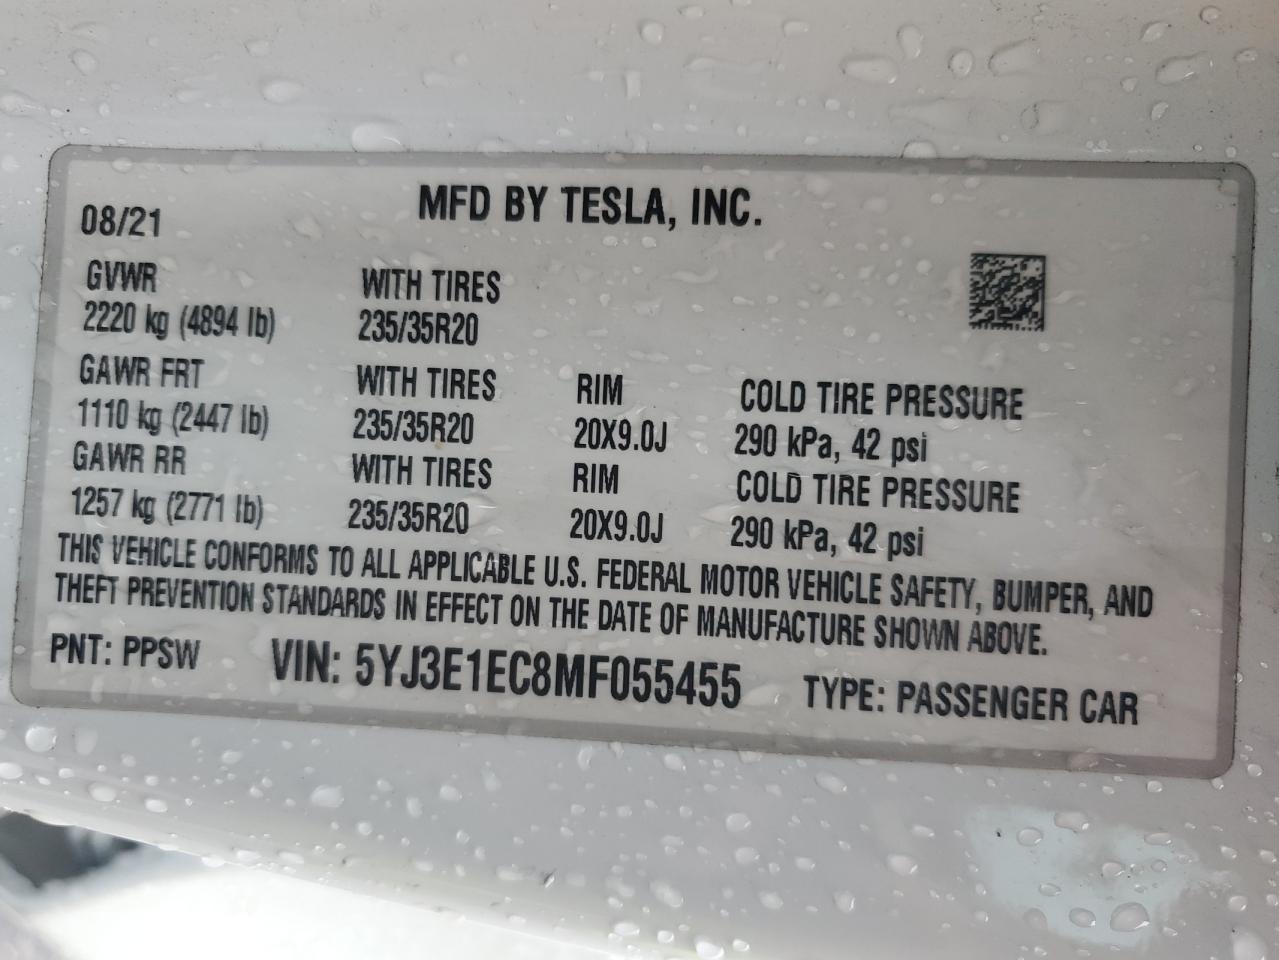 MFD BY TESLA, INC.
08/21
GVWR WITH TIRES
2220 kg (4894 lb) 235/35R20
GAWR FRT WITH TIRES RIM COLD TIRE PRESSURE
1110 kg (2447 lb) 235/35R20 20X9.0J 290 kPa, 42 psi
GAWR RR WITH TIRES RIM COLD TIRE PRESSURE
1257 kg (2771 lb) 235/35R20 20X9.0J 290 kPa, 42 psi
THIS VEHICLE CONFORMS TO ALL APPLICABLE U.S. FEDERAL MOTOR VEHICLE SAFETY, BUMPER, AND
THEFT PREVENTION STANDARDS IN EFFECT ON THE DATE OF MANUFACTURE SHOWN ABOVE.
PNT: PPSW VIN: 5YJ3E1EC8MF055455 TYPE: PASSENGER CAR